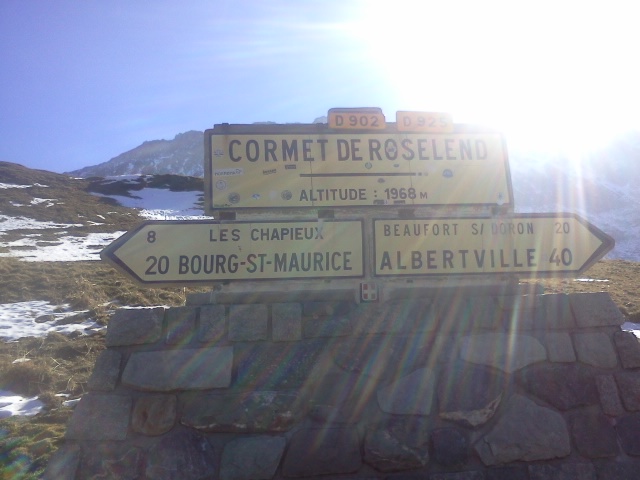 D 902 D 925
CORMET DE ROSELEND
ALTITUDE : 1968 M
8 LES CHAPIEUX
20 BOURG-ST-MAURICE
BEAUFORT S/ DORON 20
ALBERTVILLE 40